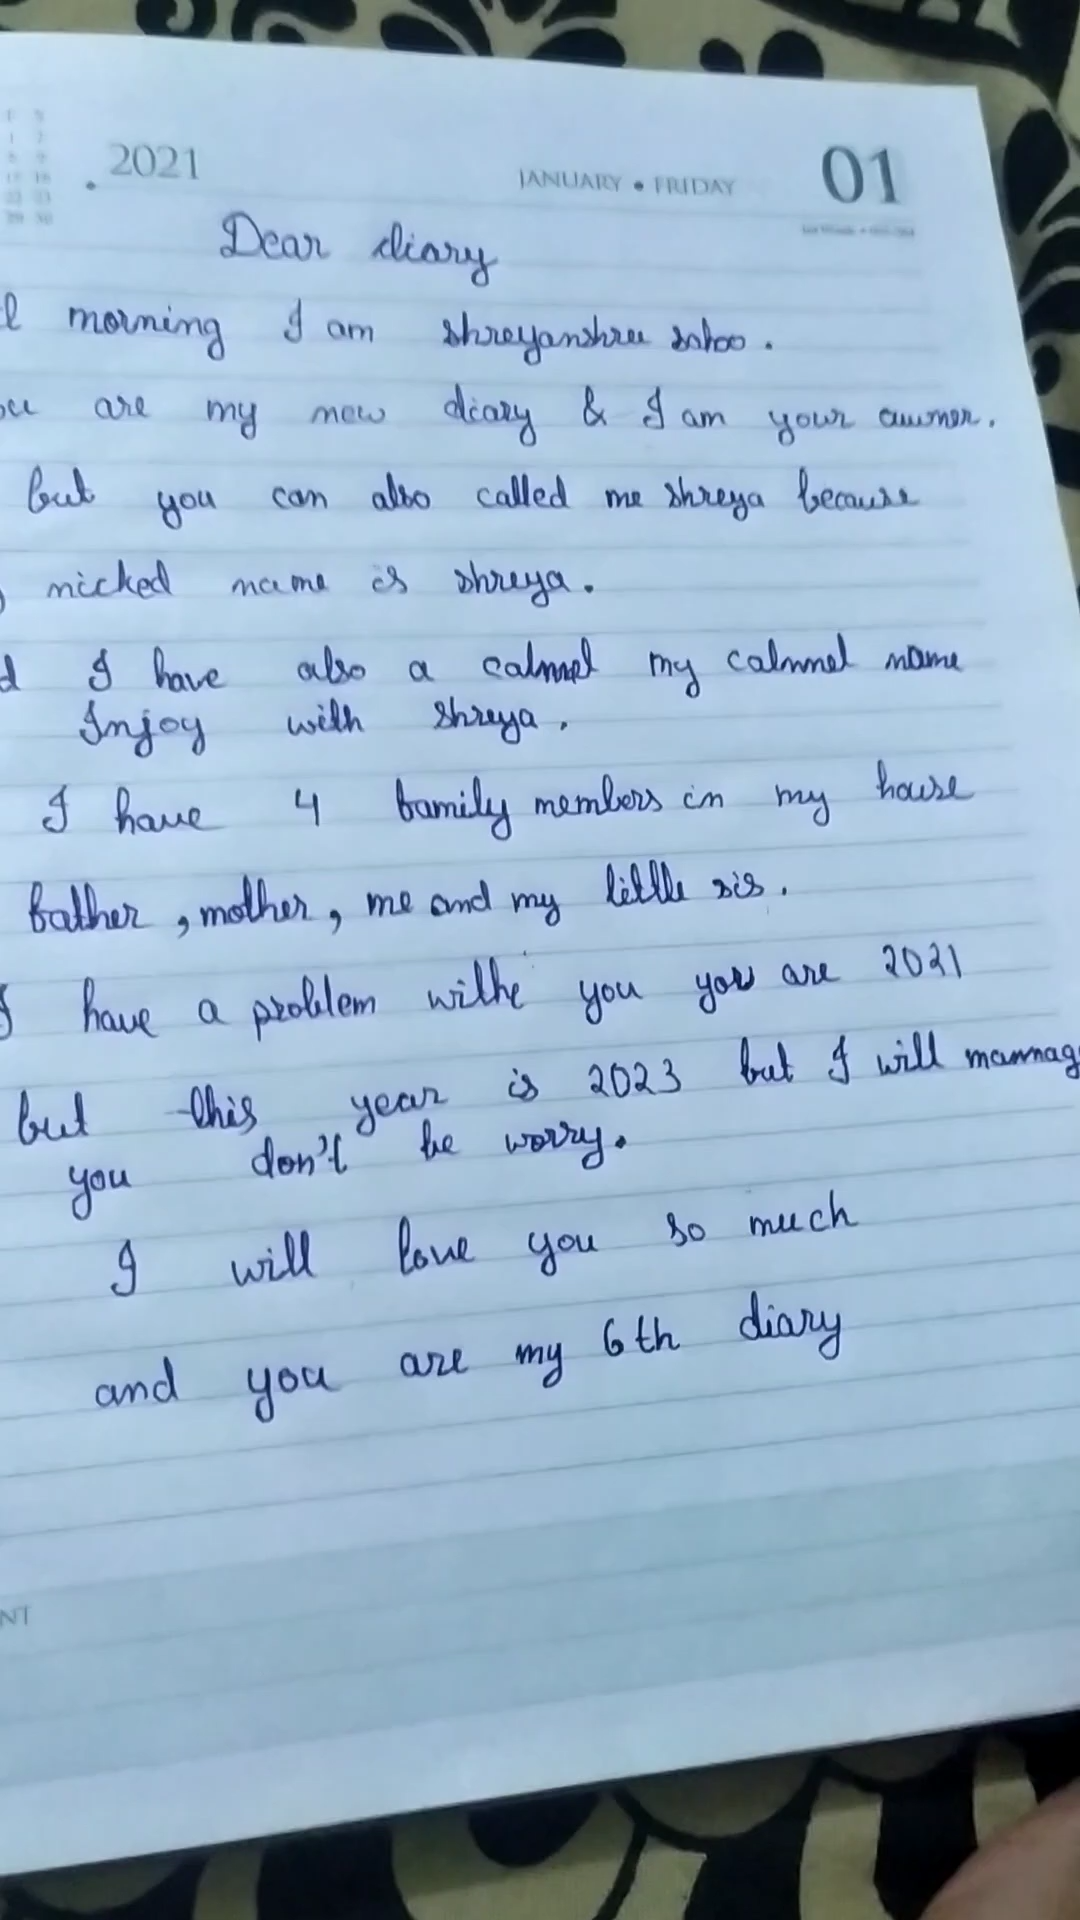 2021 JANUARY • FRIDAY 01
Dear diary
morning I am shreyanshree sahoo.
are my new diary & I am your auwner.
but you can also called me shreya because
nicked name is shreya.
I have also a calnnel my calnnel name
Injoy with shreya.
I have 4 family members in my house
father, mother, me and my little sis.
have a problem withe you you are 2021
but this year is 2023 but I will mannag
you don't be worry.
I will love you so much
and you are my 6th diary
NT